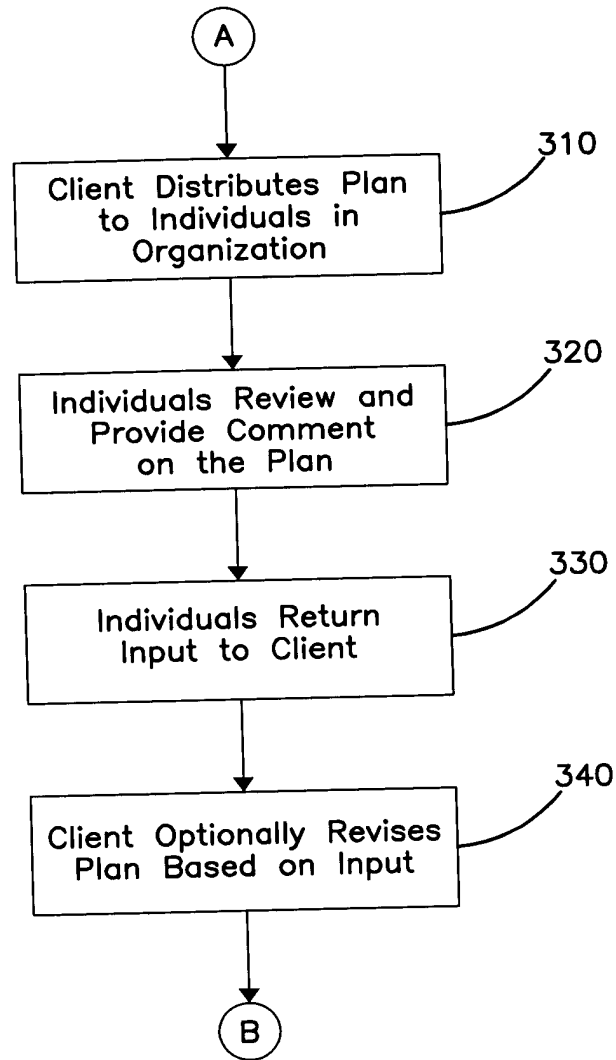 A
310
Client Distributes Plan
to Individuals in
Organization
320
Individuals Review and
Provide Comment
on the Plan
330
Individuals Return
Input to Client
340
Client Optionally Revises
Plan Based on Input
B